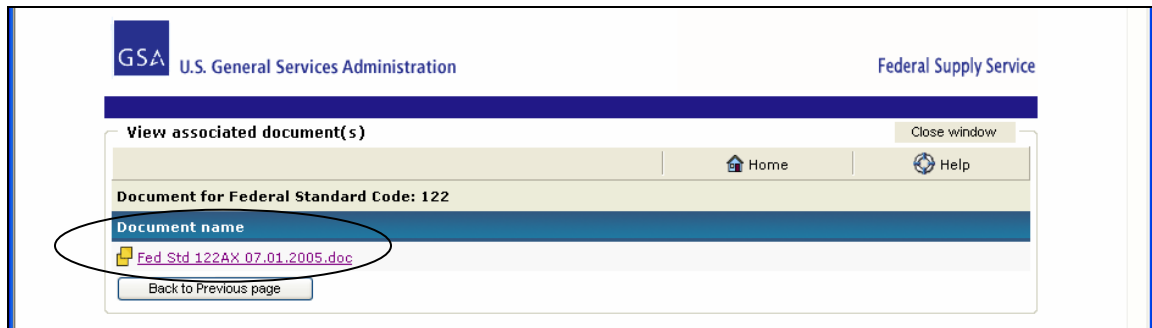 GSA U.S. General Services Administration Federal Supply Service
View associated document(s) Close window
Home Help
Document for Federal Standard Code: 122
Document name
Fed Std 122AX 07.01.2005.doc
Back to Previous page